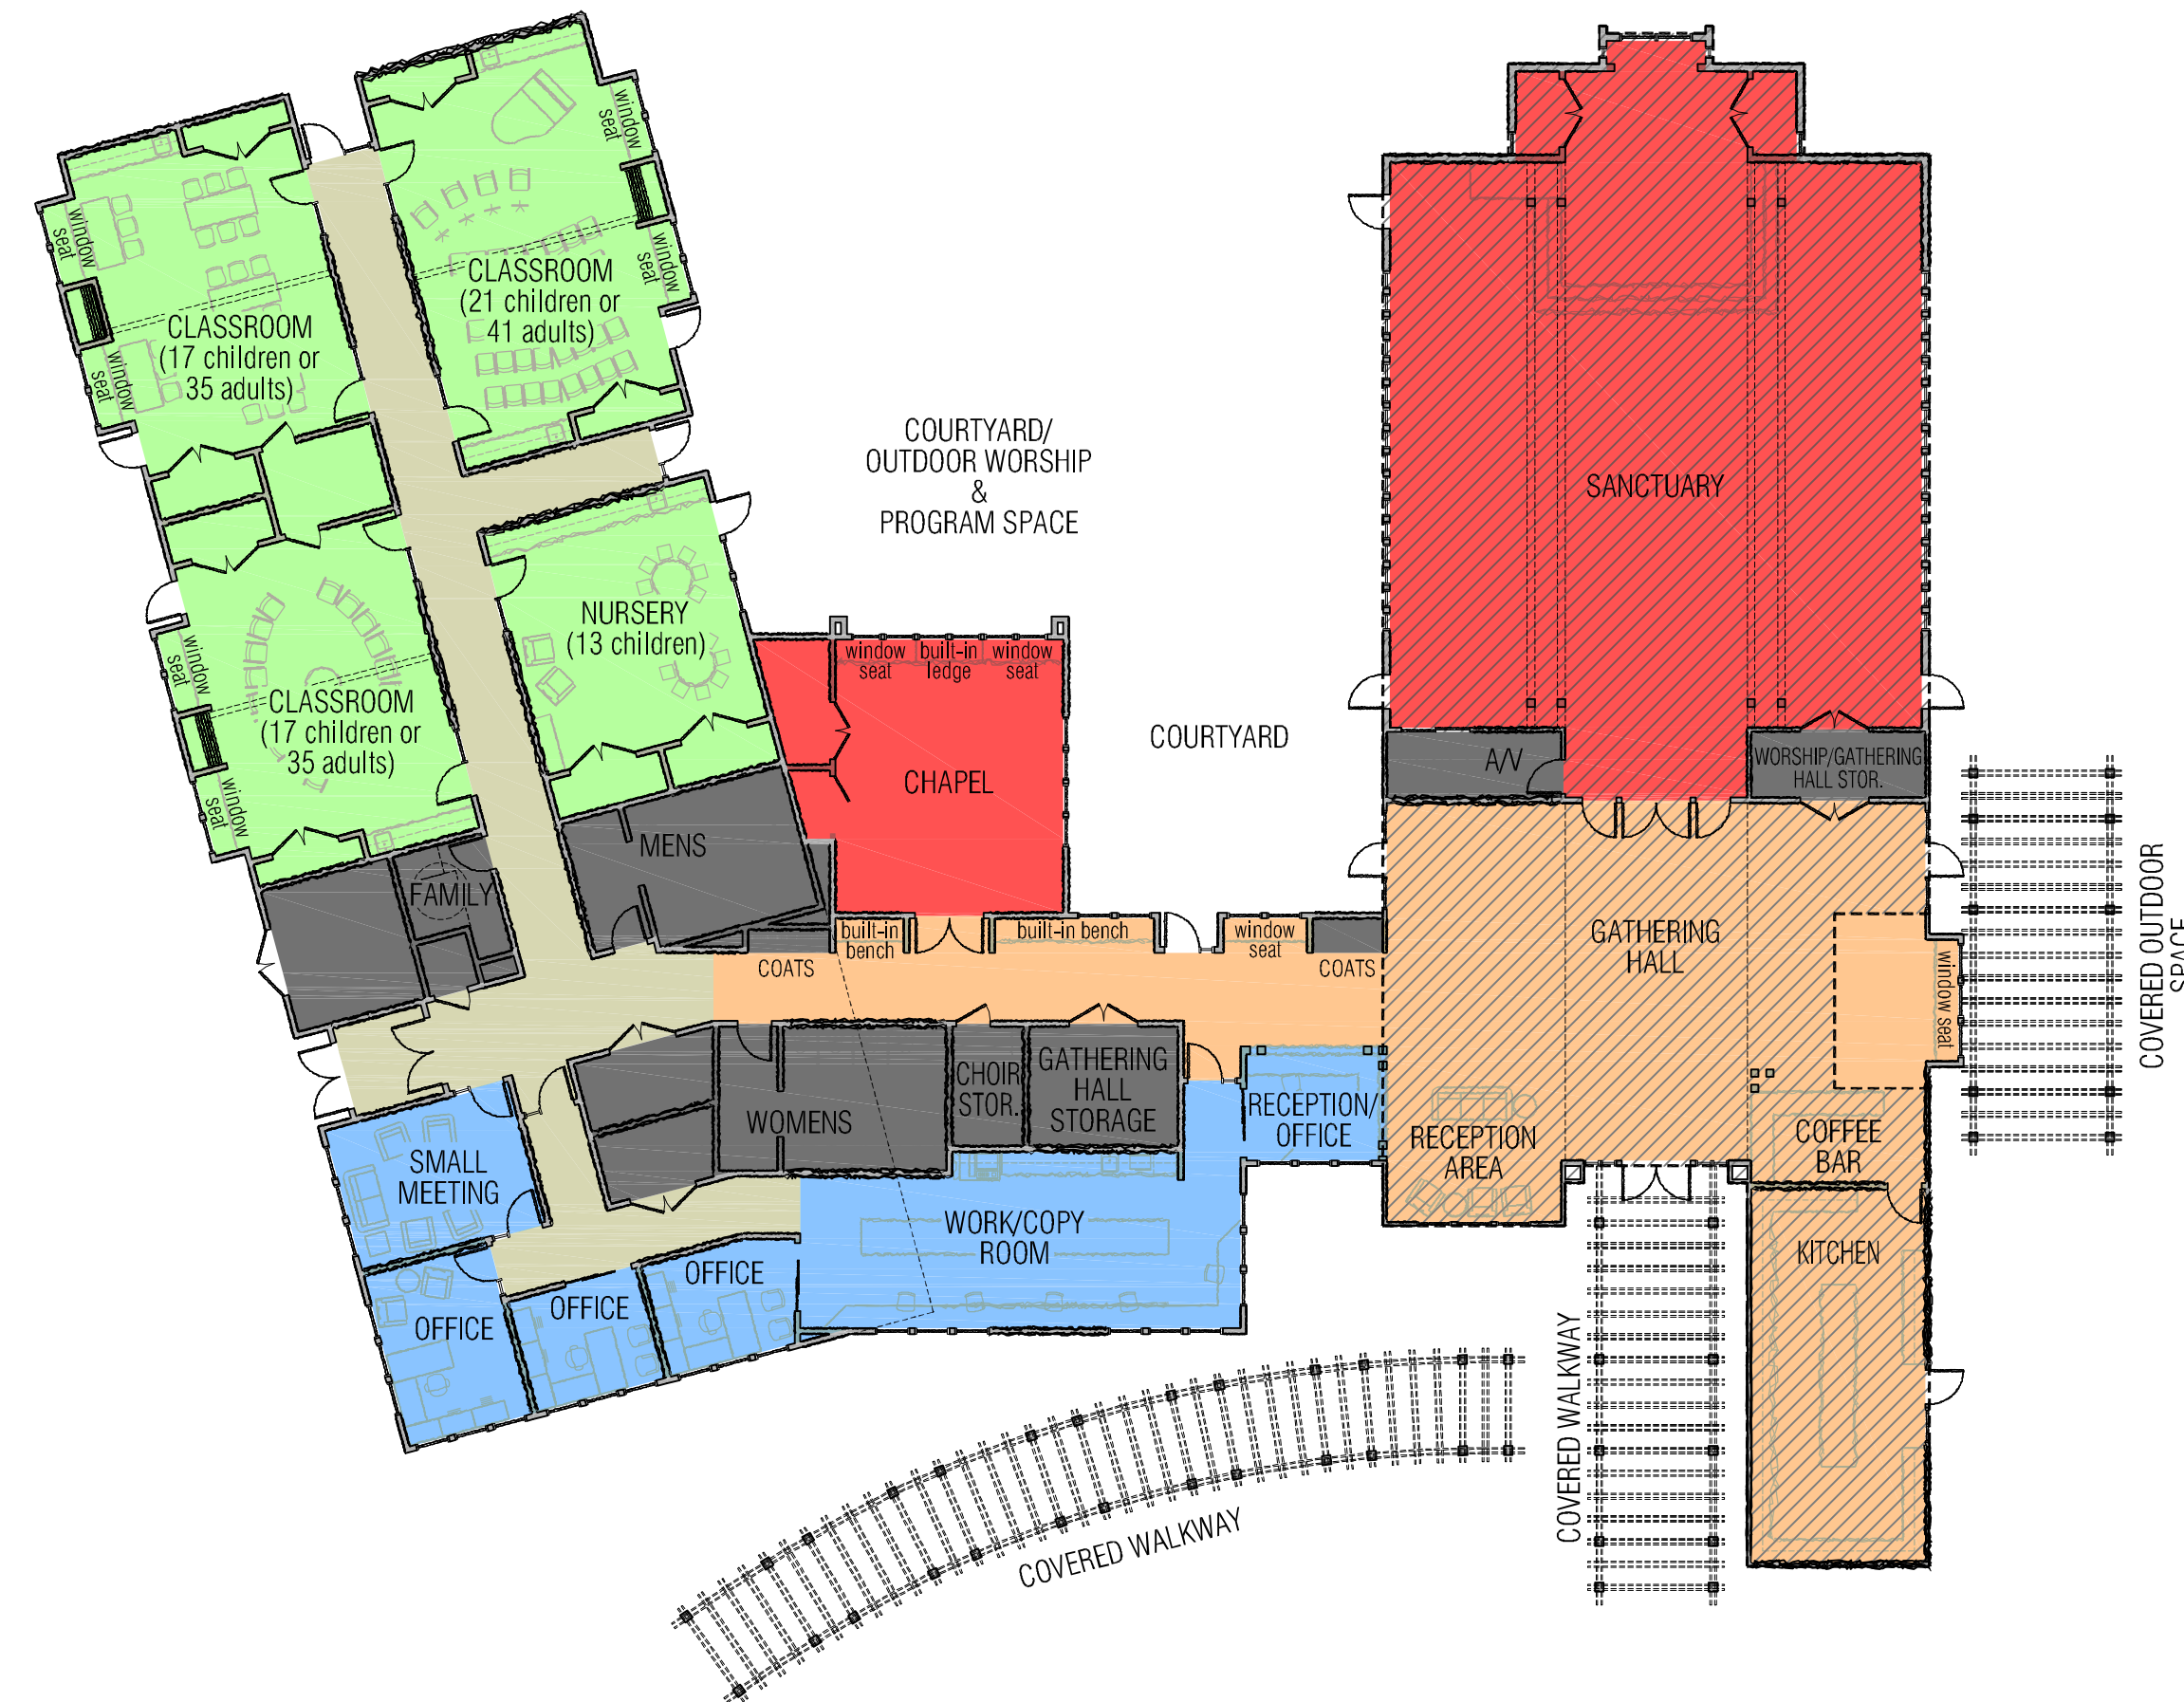 window
seat
window
seat
CLASSROOM
(21 children or
41 adults)
window
seat
window
seat
CLASSROOM
(17 children or
35 adults)
COURTYARD/
OUTDOOR WORSHIP
&
PROGRAM SPACE
SANCTUARY
NURSERY
(13 children)
window
seat
CLASSROOM
(17 children or
35 adults)
window
seat
window
seat
built-in
ledge
window
seat
CHAPEL
COURTYARD
A/V
WORSHIP/GATHERING
HALL STOR.
MENS
FAMILY
built-in
bench
built-in bench
window
seat
COATS
COATS
GATHERING
HALL
window seat
COVERED OUTDOOR
SPACE
CHOIR
STOR.
GATHERING
HALL
STORAGE
WOMENS
RECEPTION/
OFFICE
RECEPTION
AREA
COFFEE
BAR
SMALL
MEETING
WORK/COPY
ROOM
KITCHEN
OFFICE
OFFICE
OFFICE
COVERED WALKWAY
COVERED WALKWAY